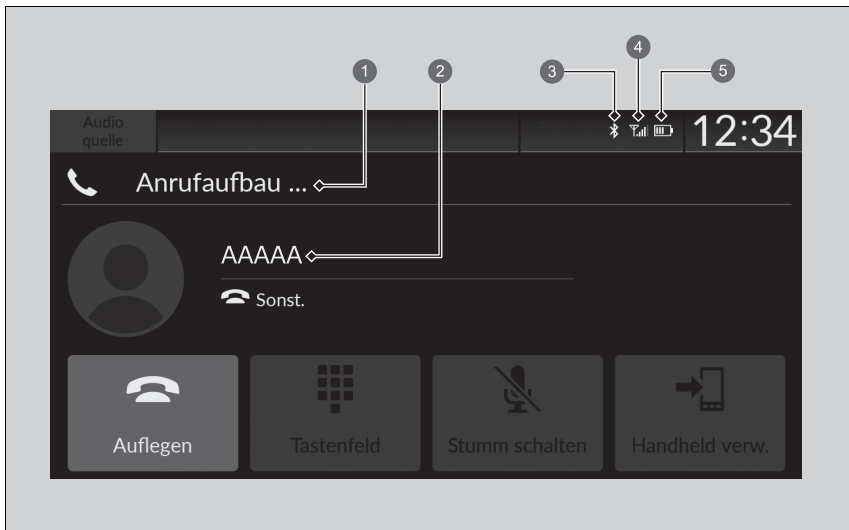 1 2 3 4 5
Audio
quelle
12:34
Anrufaufbau ...
AAAAA
Sonst.
Auflegen Tastenfeld Stumm schalten Handheld verw.